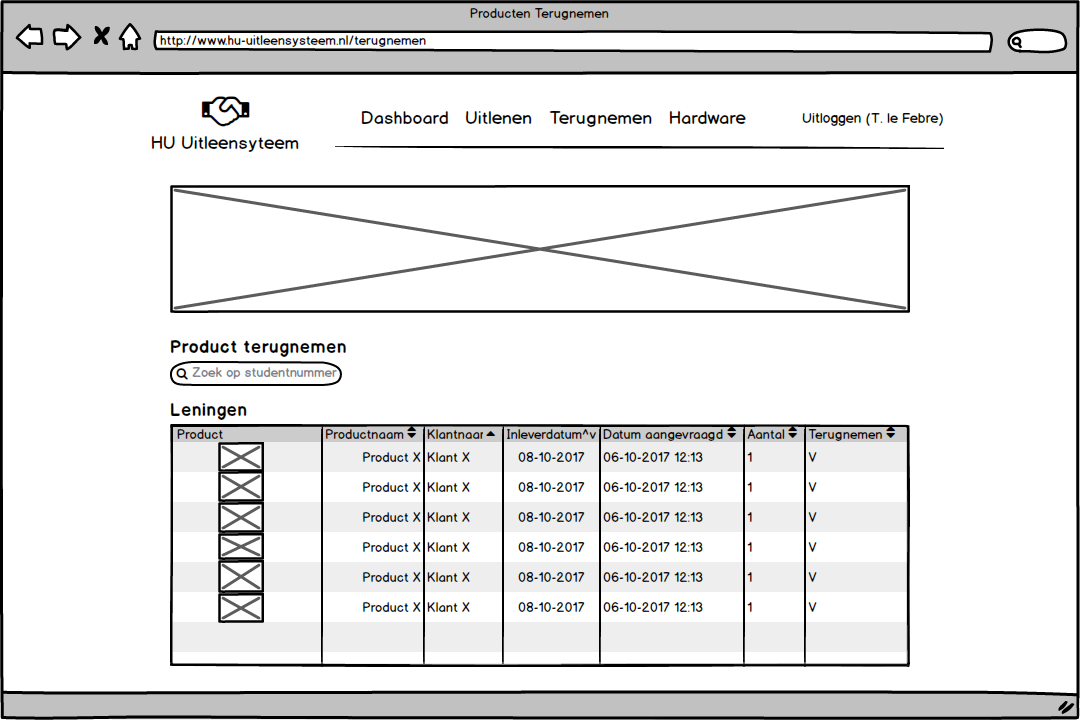 Producten Terugnemen
http://www.hu-uitleensysteem.nl/terugnemen
HU Uitleensyteem
Dashboard Uitlenen Terugnemen Hardware Uitloggen (T. le Febre)
Product terugnemen
Zoek op studentnummer
Leningen
Product Productnaam Klantnaar Inleverdatum^v Datum aangevraagd Aantal Terugnemen
Product X Klant X 08-10-2017 06-10-2017 12:13 1 V
Product X Klant X 08-10-2017 06-10-2017 12:13 1 V
Product X Klant X 08-10-2017 06-10-2017 12:13 1 V
Product X Klant X 08-10-2017 06-10-2017 12:13 1 V
Product X Klant X 08-10-2017 06-10-2017 12:13 1 V
Product X Klant X 08-10-2017 06-10-2017 12:13 1 V